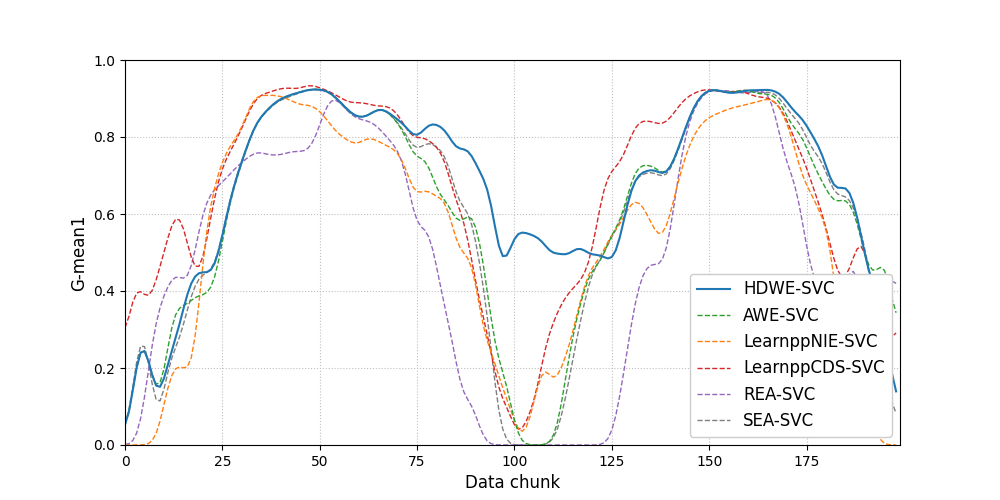 1.0
0.8
0.6
0.4
0.2
0.0
G-mean1
0 25 50 75 100 125 150 175
Data chunk
HDWE-SVC
AWE-SVC
LearnppNIE-SVC
LearnppCDS-SVC
REA-SVC
SEA-SVC